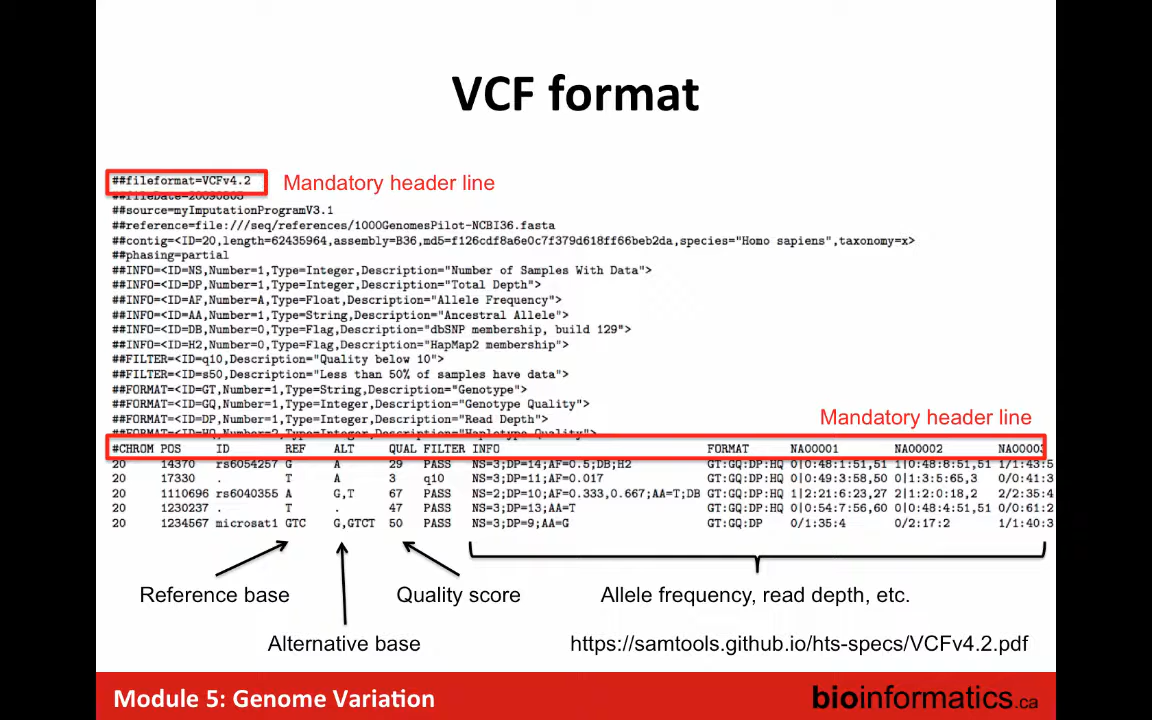 VCF format
##fileformat=VCFv4.2
Mandatory header line
##fileDate=20090805
##source=myImputationProgramV3.1
##reference=file:///seq/references/1000GenomesPilot-NCBI36.fasta
##contig=<ID=20,length=62435964,assembly=B36,md5=f126cdf8a6e0c7f379d618ff66beb2da,species="Homo sapiens",taxonomy=x>
##phasing=partial
##INFO=<ID=NS,Number=1,Type=Integer,Description="Number of Samples With Data">
##INFO=<ID=DP,Number=1,Type=Integer,Description="Total Depth">
##INFO=<ID=AF,Number=A,Type=Float,Description="Allele Frequency">
##INFO=<ID=AA,Number=1,Type=String,Description="Ancestral Allele">
##INFO=<ID=DB,Number=0,Type=Flag,Description="dbSNP membership, build 129">
##INFO=<ID=H2,Number=0,Type=Flag,Description="HapMap2 membership">
##FILTER=<ID=q10,Description="Quality below 10">
##FILTER=<ID=s50,Description="Less than 50% of samples have data">
##FORMAT=<ID=GT,Number=1,Type=String,Description="Genotype">
##FORMAT=<ID=GQ,Number=1,Type=Integer,Description="Genotype Quality">
##FORMAT=<ID=DP,Number=1,Type=Integer,Description="Read Depth">
##FORMAT=<ID=HQ,Number=2,Type=Integer,Description="Haplotype Quality">
Mandatory header line
#CHROM POS ID REF ALT QUAL FILTER INFO FORMAT NA00001 NA00002 NA00003
20 14370 rs6054257 G A 29 PASS NS=3;DP=14;AF=0.5;DB;H2 GT:GQ:DP:HQ 0|0:48:1:51,51 1|0:48:8:51,51 1/1:43:5
20 17330 . T A 3 q10 NS=3;DP=11;AF=0.017 GT:GQ:DP:HQ 0|0:49:3:58,50 0|1:3:5:65,3 0/0:41:3
20 1110696 rs6040355 A G,T 67 PASS NS=2;DP=10;AF=0.333,0.667;AA=T;DB GT:GQ:DP:HQ 1|2:21:6:23,27 2|1:2:0:18,2 2/2:35:4
20 1230237 . T . 47 PASS NS=3;DP=13;AA=T GT:GQ:DP:HQ 0|0:54:7:56,60 0|0:48:4:51,51 0/0:61:2
20 1234567 microsat1 GTC G,GTCT 50 PASS NS=3;DP=9;AA=G GT:GQ:DP 0/1:35:4 0/2:17:2 1/1:40:3
Reference base
Quality score
Allele frequency, read depth, etc.
Alternative base
https://samtools.github.io/hts-specs/VCFv4.2.pdf
Module 5: Genome Variation
bioinformatics.ca